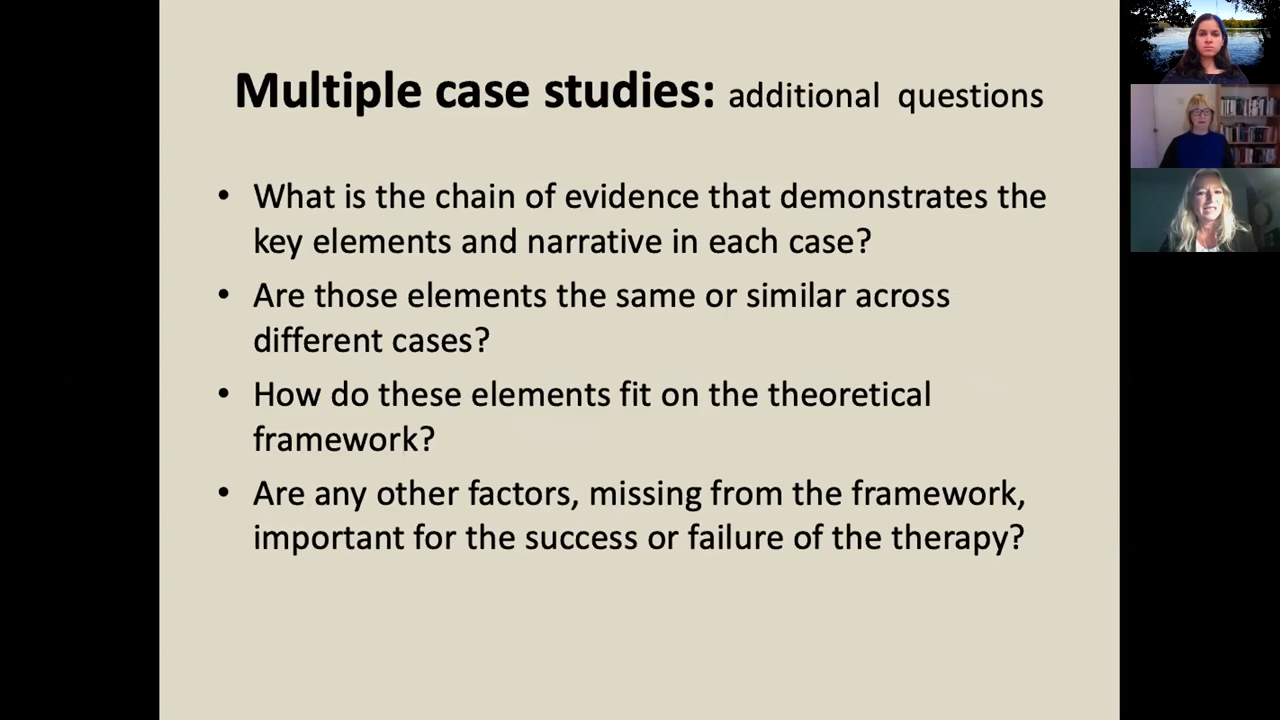 Multiple case studies: additional questions
• What is the chain of evidence that demonstrates the
key elements and narrative in each case?
• Are those elements the same or similar across
different cases?
• How do these elements fit on the theoretical
framework?
• Are any other factors, missing from the framework,
important for the success or failure of the therapy?